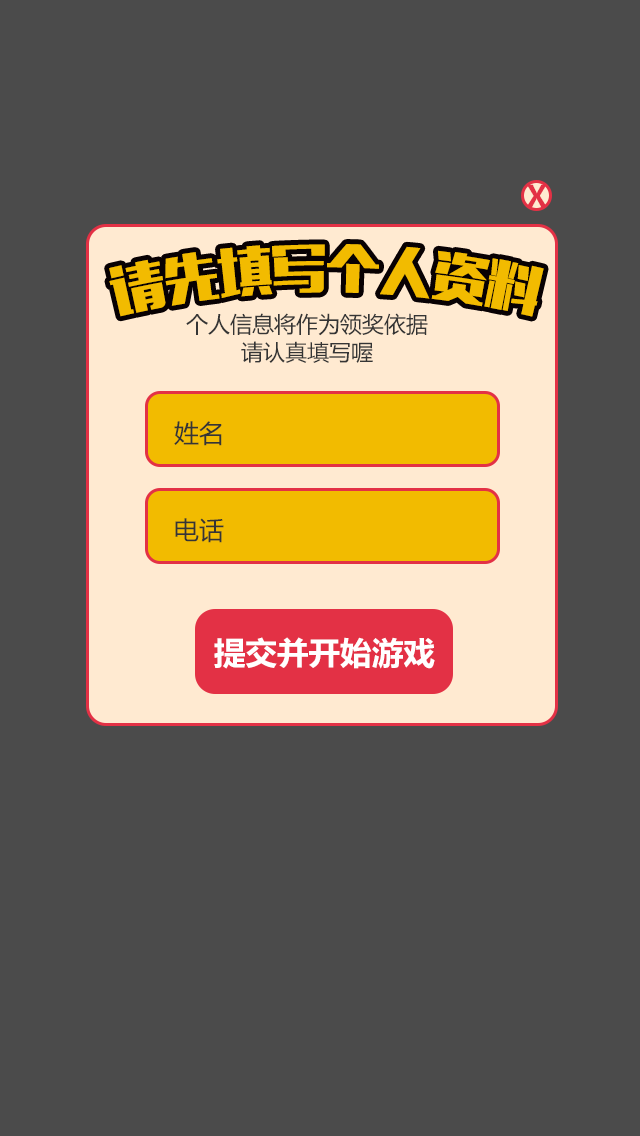 X
请先填写个人资料
个人信息将作为领奖依据
请认真填写喔
姓名
电话
提交并开始游戏